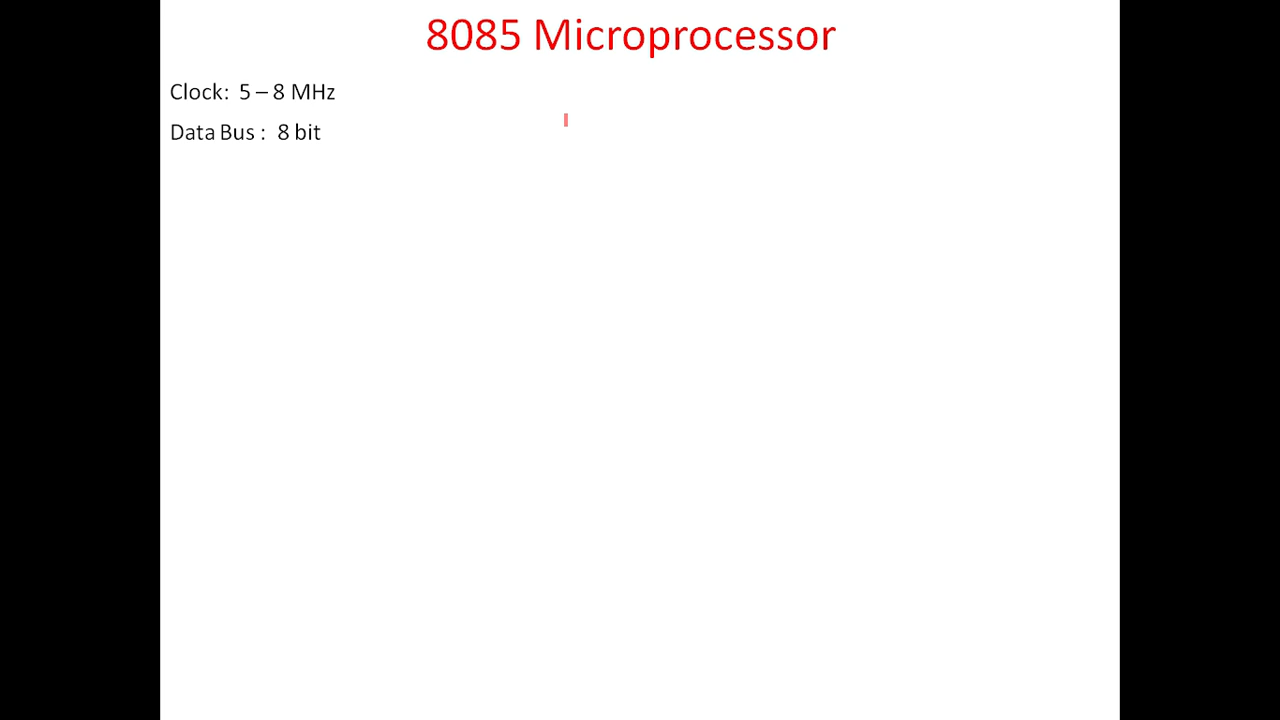 8085 Microprocessor
Clock:  5 – 8 MHz
Data Bus :  8 bit